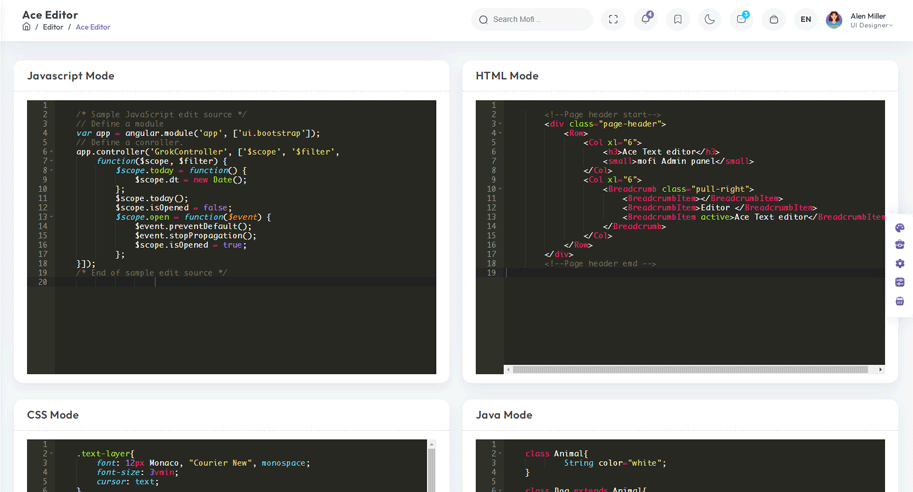 Ace Editor
/ Editor / Ace Editor
Search Mofi ..
4
3
EN
Alen Miller
UI Designer
Javascript Mode
1
2 /* Sample JavaScript edit source */
3 // Define a module
4 var app = angular.module('app', ['ui.bootstrap']);
5 // Define a conroller.
6 app.controller('GrokController', ['$scope', '$filter',
7 function($scope, $filter) {
8 $scope.today = function() {
9 $scope.dt = new Date();
10 };
11 $scope.today();
12 $scope.isOpened = false;
13 $scope.open = function($event) {
14 $event.preventDefault();
15 $event.stopPropagation();
16 $scope.isOpened = true;
17 };
18 }]);
19 /* End of sample edit source */
20
HTML Mode
1
2 <!--Page header start-->
3 <div class="page-header">
4 <Row>
5 <Col xl="6">
6 <h3>Ace Text editor</h3>
7 <small>mofi Admin panel</small>
8 </Col>
9 <Col xl="6">
10 <Breadcrumb class="pull-right">
11 <BreadcrumbItem></BreadcrumbItem>
12 <BreadcrumbItem>Editor </BreadcrumbItem>
13 <BreadcrumbItem active>Ace Text editor</BreadcrumbItem
14 </Breadcrumb>
15 </Col>
16 </Row>
17 </div>
18 <!--Page header emd -->
19
CSS Mode
1
2 .text-layer{
3 font: 12px Monaco, "Courier New", monospace;
4 font-size: 3vmin;
5 cursor: text;
6 }
Java Mode
1
2 class Animal{
3 String color="white";
4 }
5
6 class Dog extends Animal{